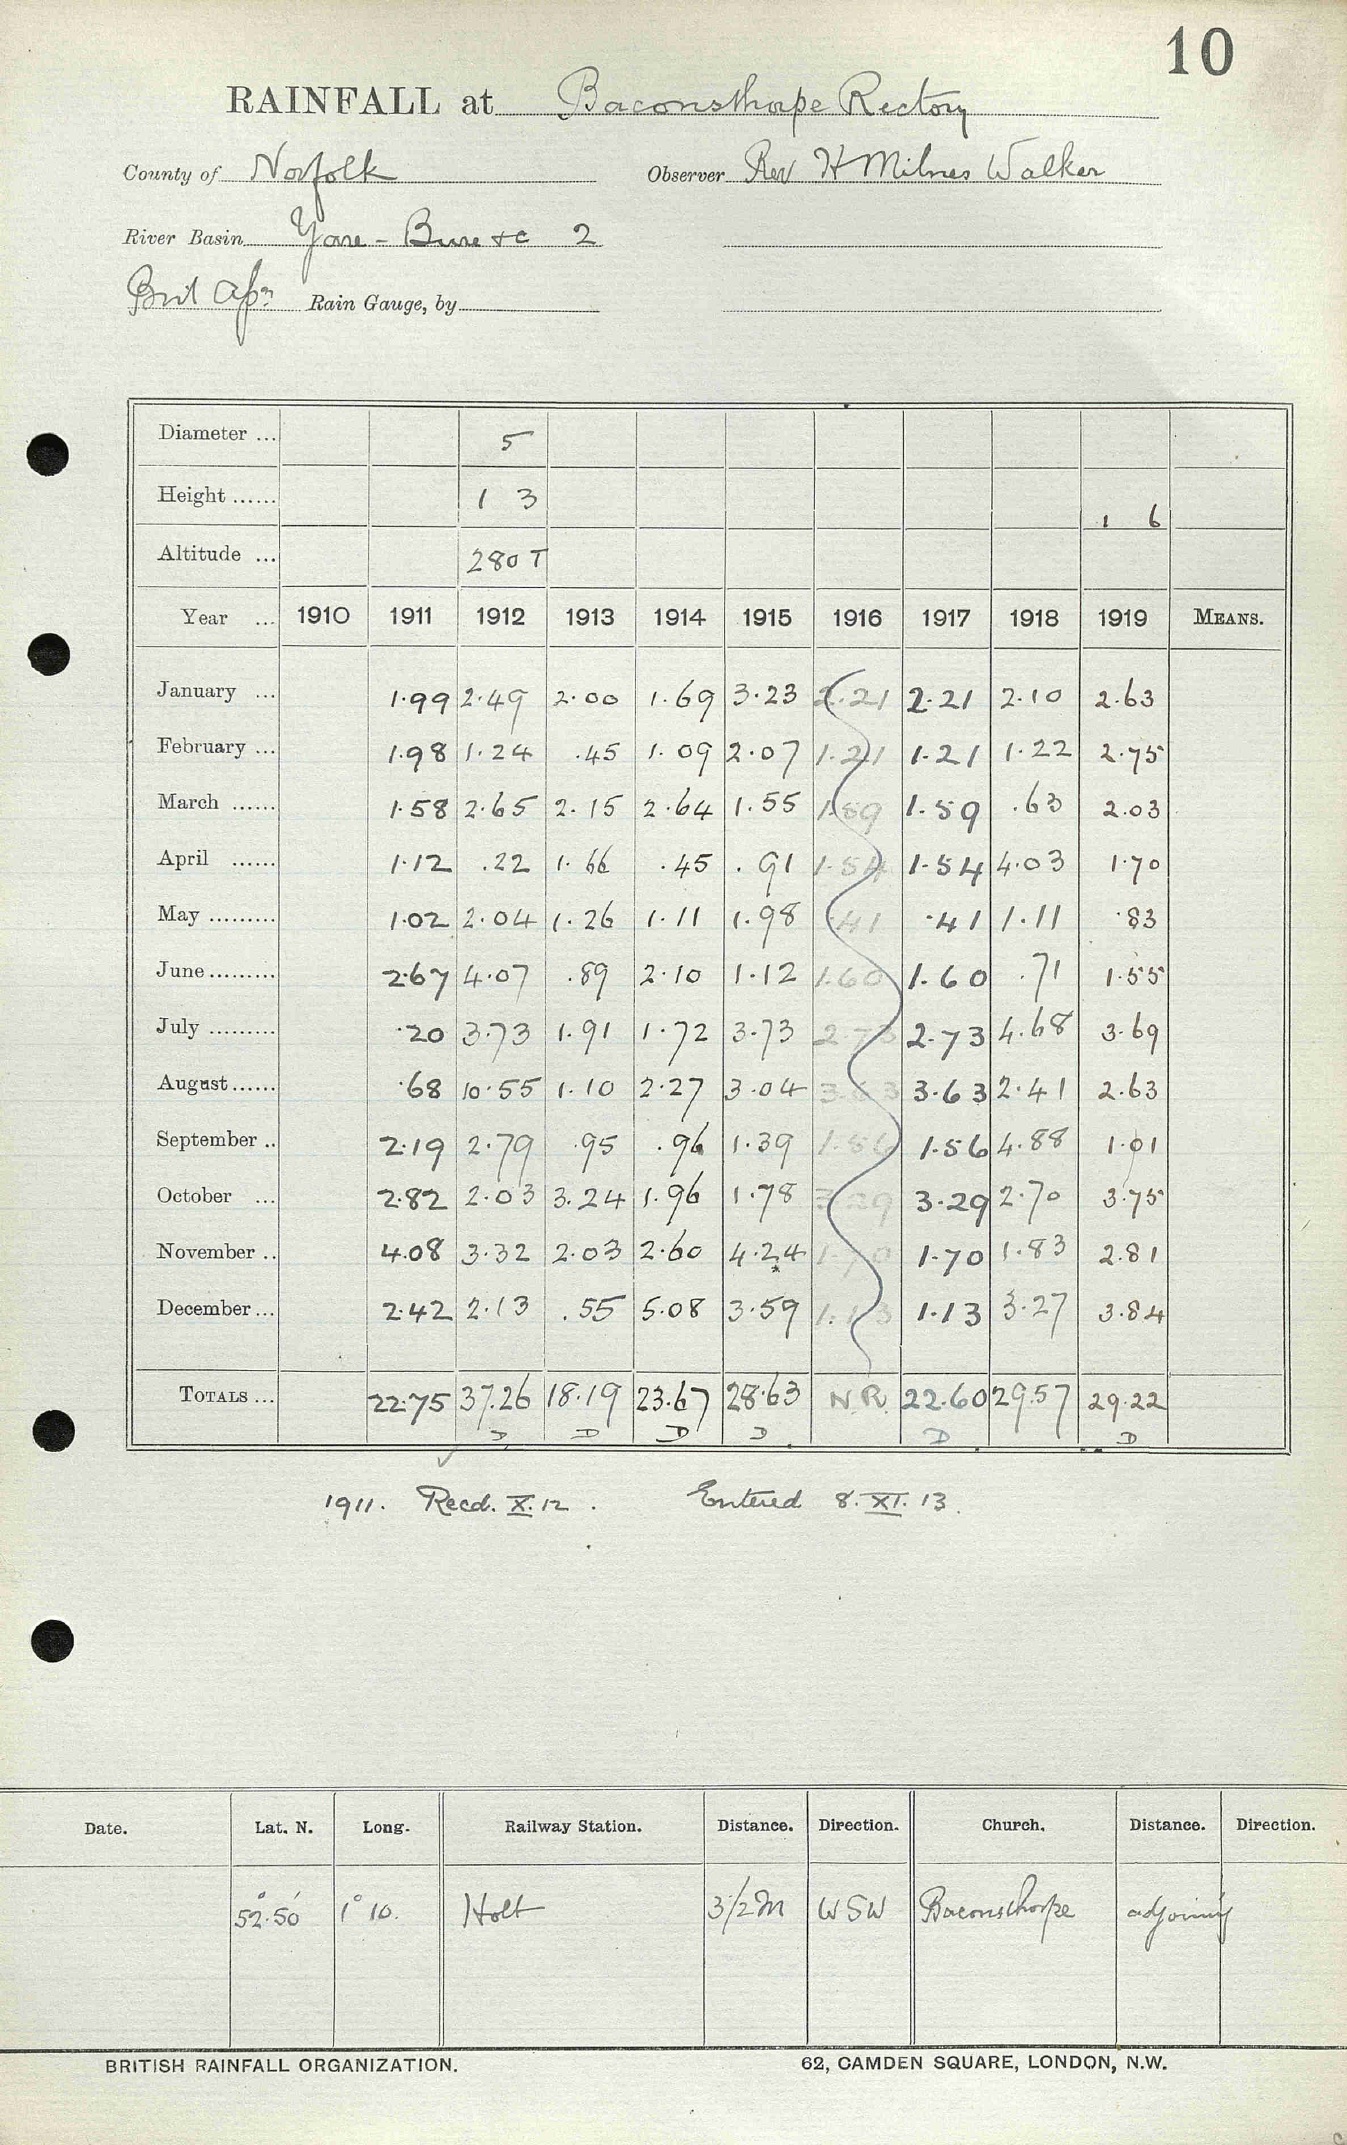 10
RAINFALL at Baconsthorpe Rectory
County of Norfolk Observer Rev H Milnes Walker
River Basin Yare - Bure &c 2
Brit Apn Rain Gauge, by
Diameter ... 5
Height ...... 1 3 1 6
Altitude ... 280 T
Year ... 1910 1911 1912 1913 1914 1915 1916 1917 1918 1919 MEANS.
January ... 1.99 2.49 2.00 1.69 3.23 2.21 2.21 2.10 2.63
February ... 1.98 1.24 .45 1.09 2.07 1.21 1.21 1.22 2.75
March ...... 1.58 2.65 2.15 2.64 1.55 1.59 1.59 .63 2.03
April ...... 1.12 .22 1.66 .45 .91 1.54 1.54 4.03 1.70
May ......... 1.02 2.04 1.26 1.11 1.98 .41 .41 1.11 .83
June ......... 2.67 4.07 .89 2.10 1.12 1.60 1.60 .71 1.55
July ......... .20 3.73 1.91 1.72 3.73 2.73 2.73 4.68 3.69
August ...... .68 10.55 1.10 2.27 3.04 3.63 3.63 2.41 2.63
September .. 2.19 2.79 .95 .96 1.39 1.56 1.56 4.88 1.01
October ... 2.82 2.03 3.24 1.96 1.78 3.29 3.29 2.70 3.75
November .. 4.08 3.32 2.03 2.60 4.24 1.70 1.70 1.83 2.81
*
December ... 2.42 2.13 .55 5.08 3.59 1.13 1.13 3.27 3.84
TOTALS ... 22.75 37.26 18.19 23.67 28.63 N.R. 22.60 29.57 29.22
D D D D D D
1911. Recd. X. 12. Entered 8. XI. 13.
Date. Lat. N. Long. Railway Station. Distance. Direction. Church. Distance. Direction.
52° 50' 1° 10. Holt 3½ M WSW Baconsthorpe adjoining
BRITISH RAINFALL ORGANIZATION. 62, CAMDEN SQUARE, LONDON, N.W.